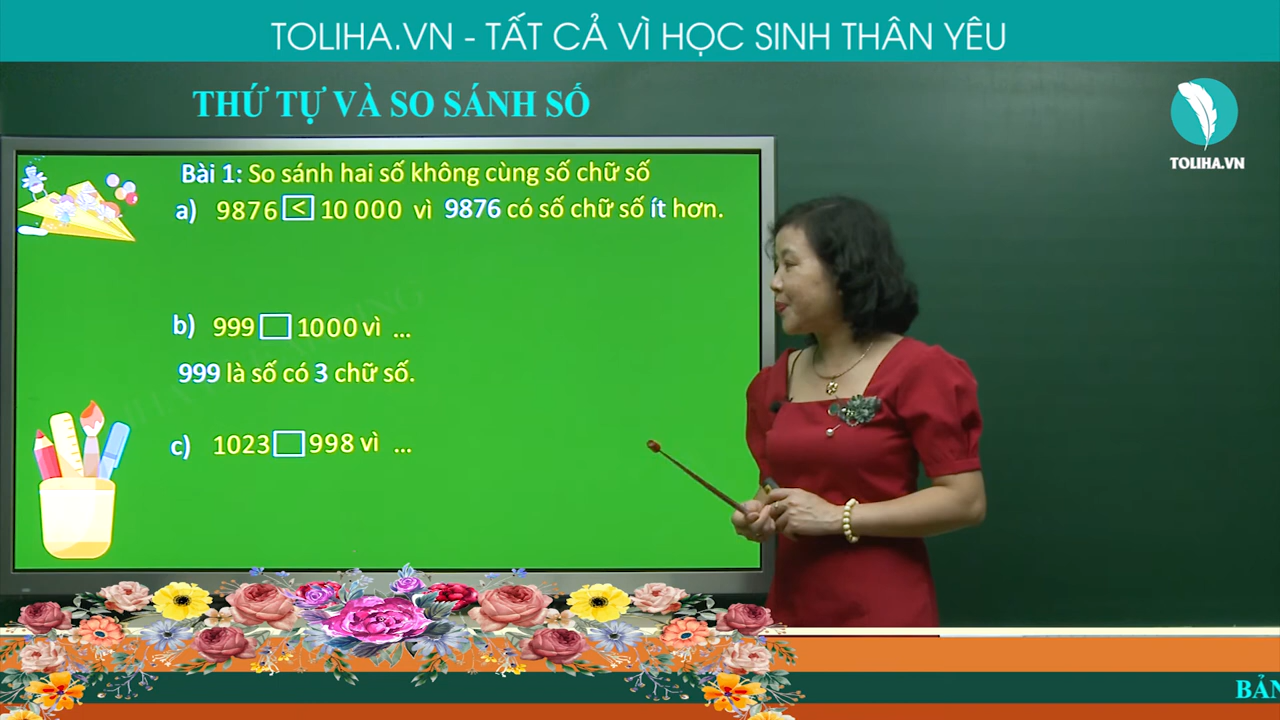 TOLIHA.VN - TẤT CẢ VÌ HỌC SINH THÂN YÊU
THỨ TỰ VÀ SO SÁNH SỐ
TOLIHA.VN
Bài 1: So sánh hai số không cùng số chữ số
a) 9876 < 10 000 vì 9876 có số chữ số ít hơn.
b) 999 □ 1000 vì ...
999 là số có 3 chữ số.
c) 1023 □ 998 vì ...